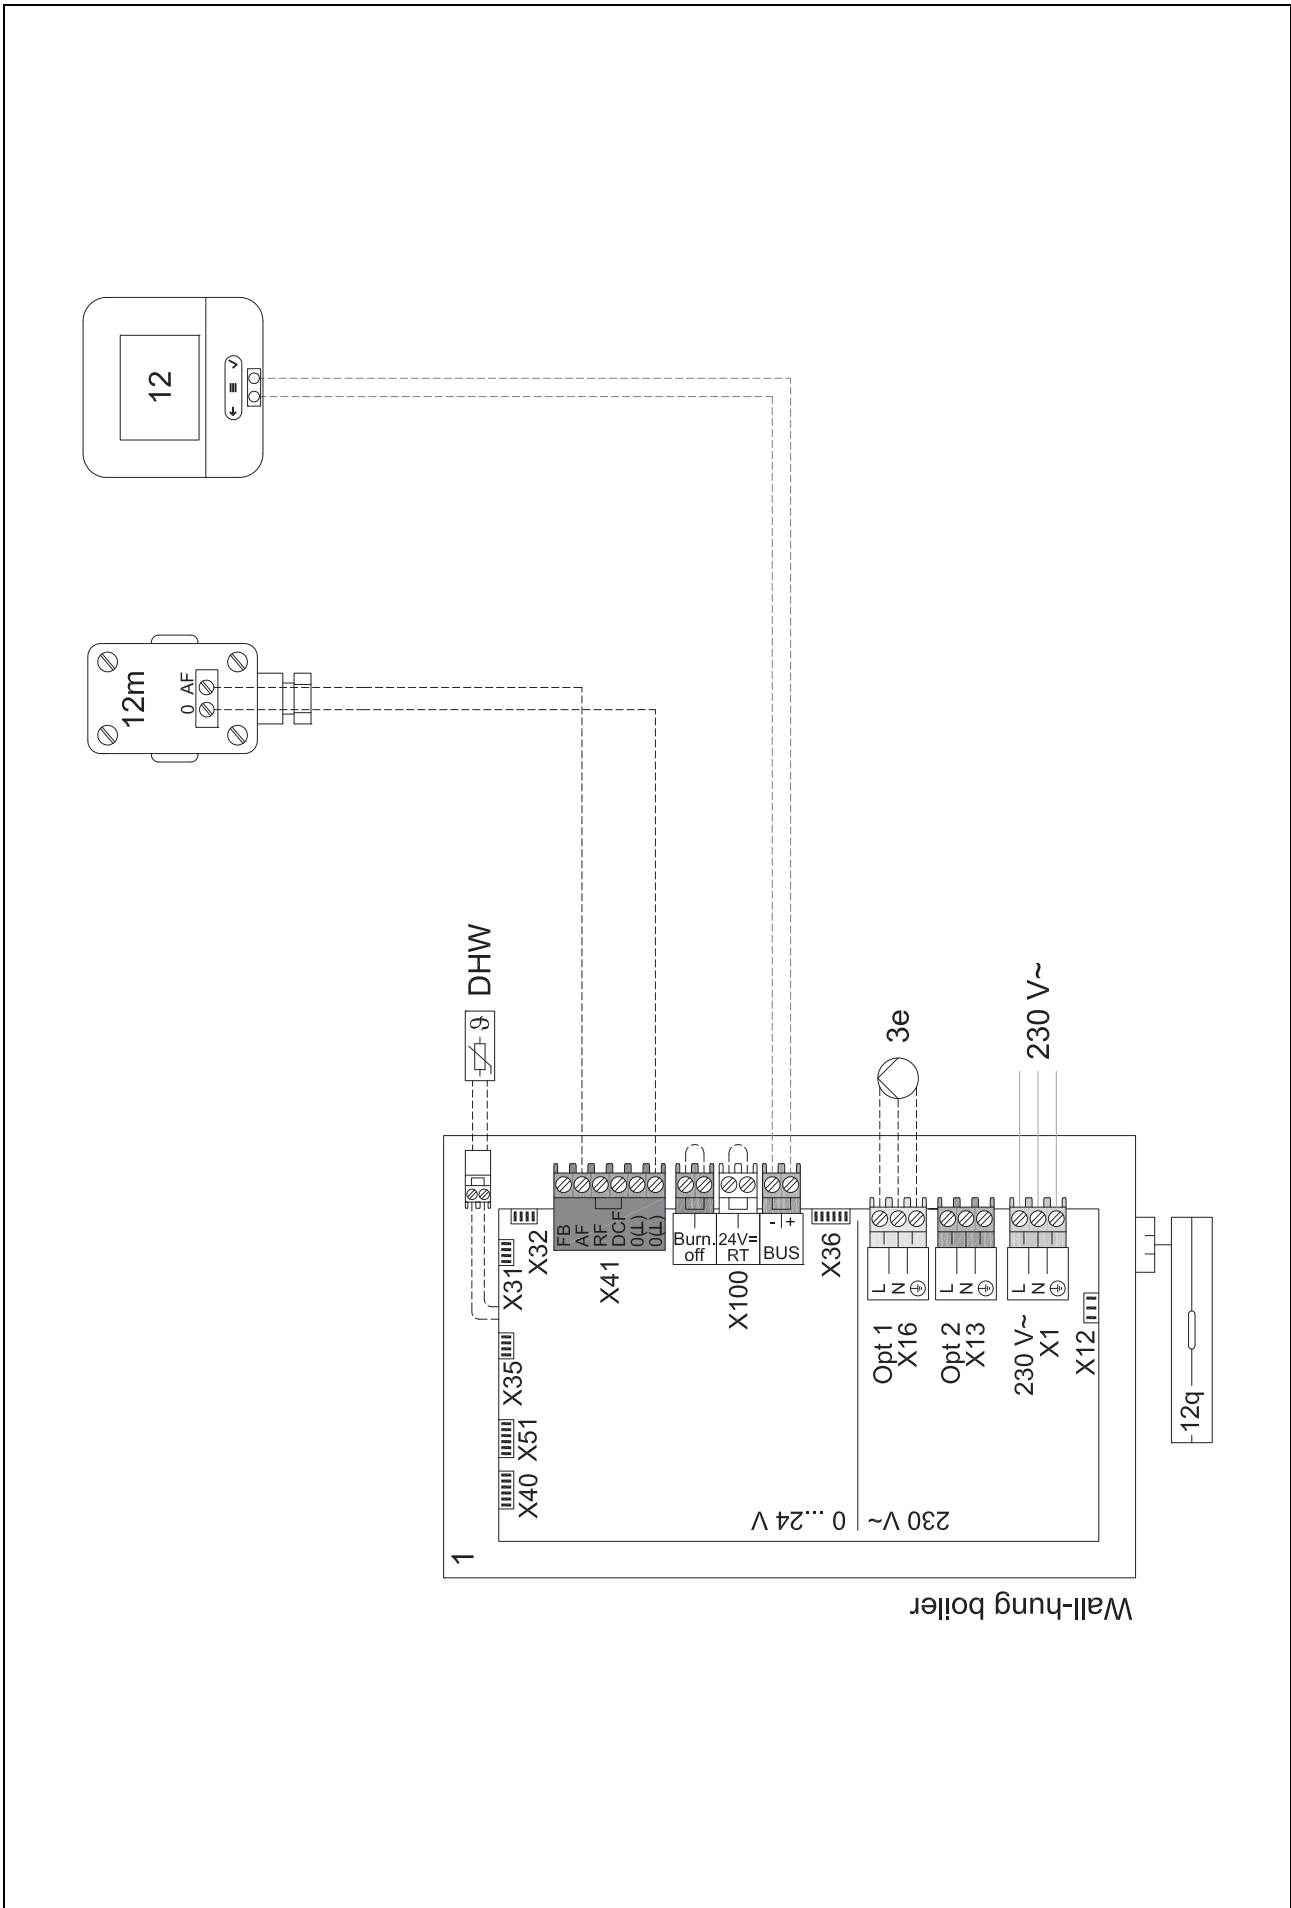 12
12m
0 AF
DHW
ϑ
3e
230 V~
X32
X31
X35
X51
X40
FB
AF
RF
DCF
0(⊥)
0(⊥)
X41
Burn.
off
24V=
RT
X100
- +
BUS
X36
L
N
Opt 1
X16
L
N
Opt 2
X13
L
N
230 V~
X1
X12
12q
0 ...24 V
230 V~
1
Wall-hung boiler